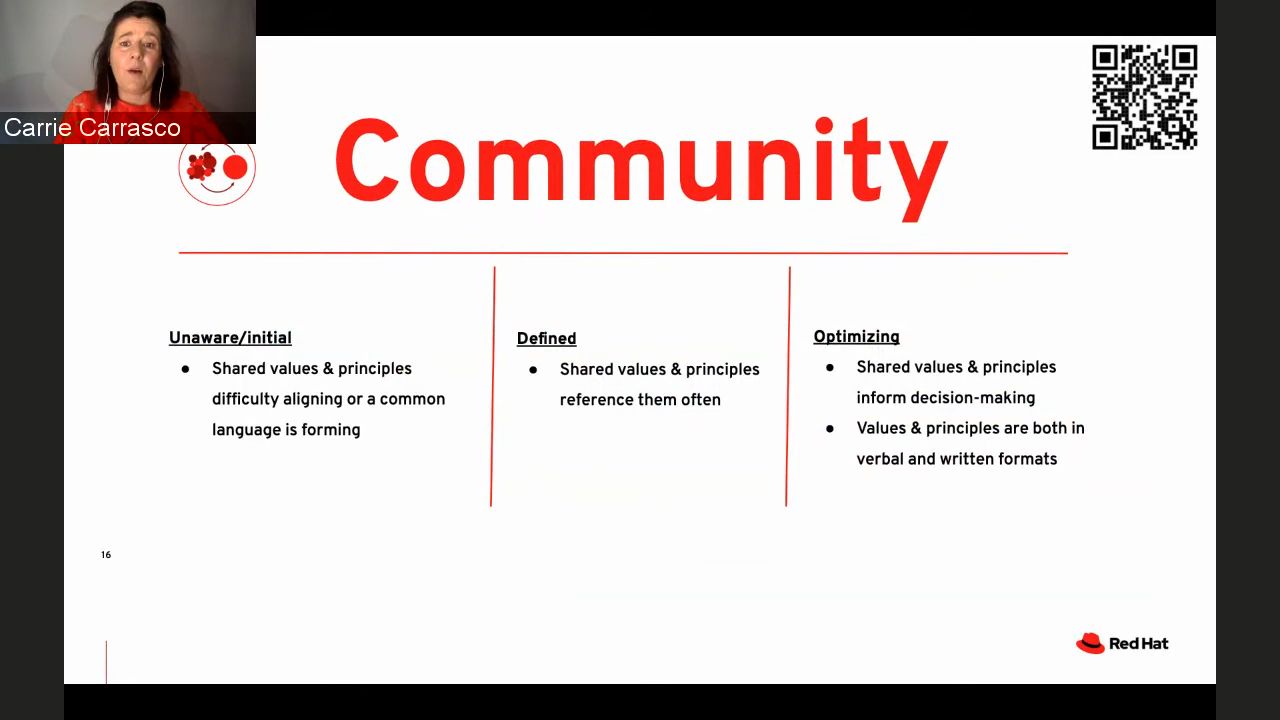 Carrie Carrasco
Community
Unaware/initial
● Shared values & principles
difficulty aligning or a common
language is forming
Defined
● Shared values & principles
reference them often
Optimizing
● Shared values & principles
inform decision-making
● Values & principles are both in
verbal and written formats
16
Red Hat